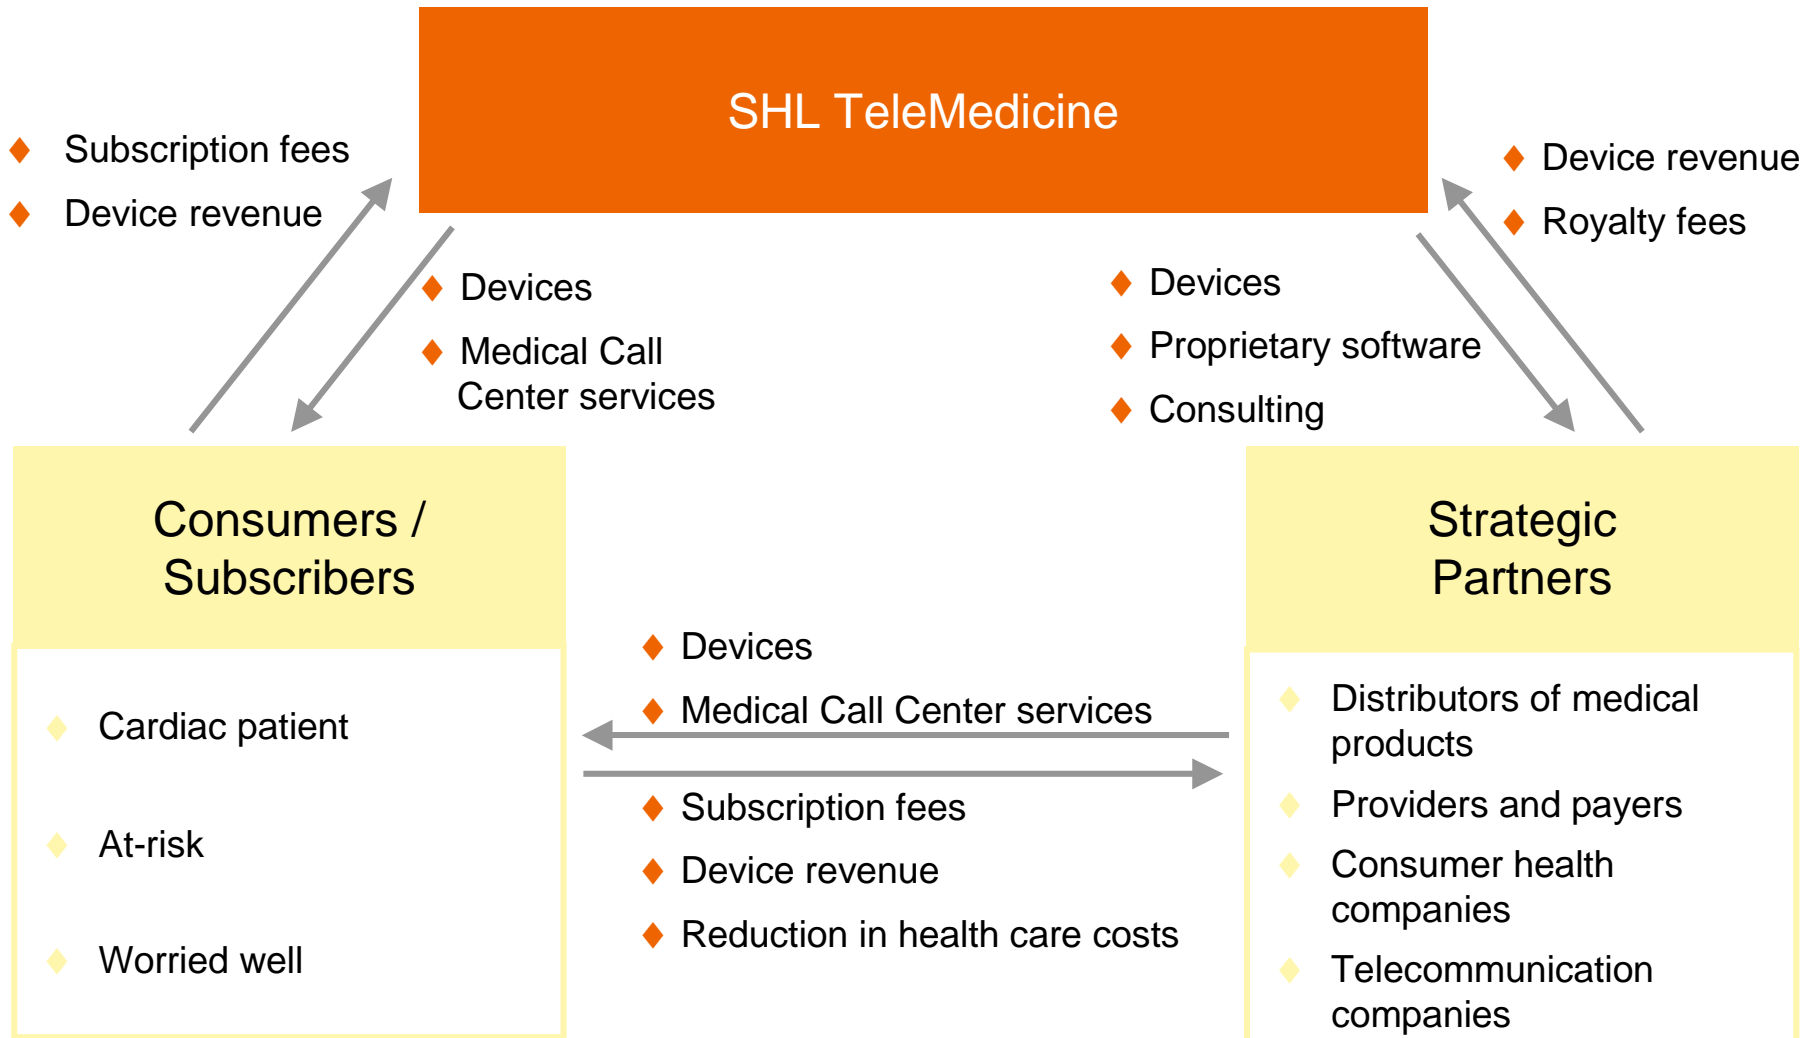 SHL TeleMedicine
Subscription fees
Device revenue
Device revenue
Royalty fees
Devices
Medical Call
Center services
Devices
Proprietary software
Consulting
Consumers /
Subscribers
Strategic
Partners
Cardiac patient
At-risk
Worried well
Devices
Medical Call Center services
Subscription fees
Device revenue
Reduction in health care costs
Distributors of medical
products
Providers and payers
Consumer health
companies
Telecommunication
companies